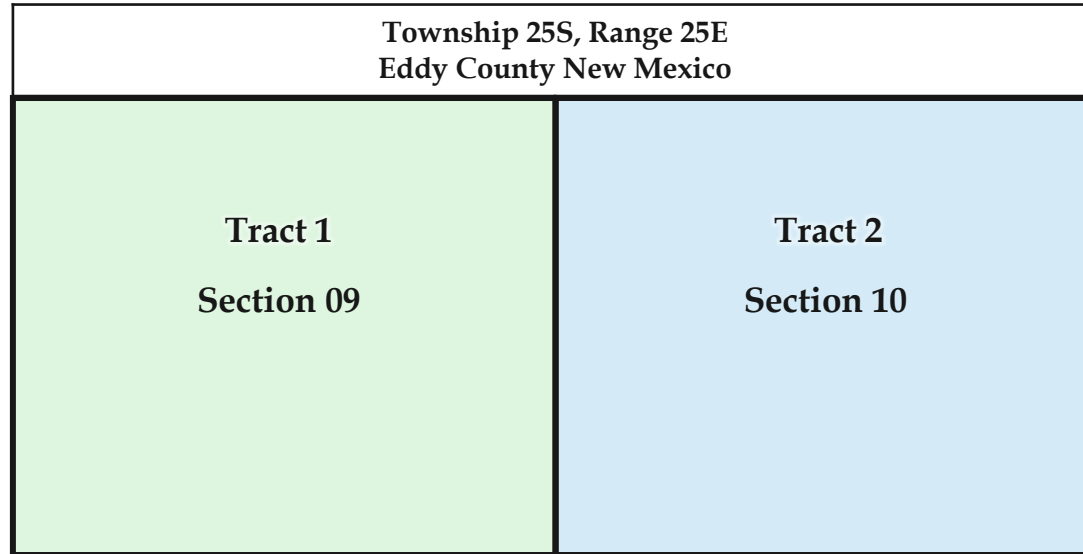 Township 25S, Range 25E
Eddy County New Mexico
Tract 1
Section 09
Tract 2
Section 10